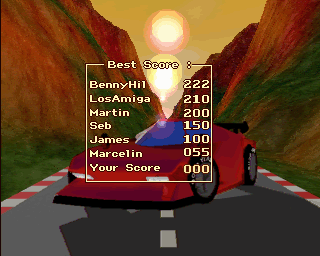 Best Score :
BennyHil 222
LosAmiga 210
Martin 200
Seb 150
James 100
Marcelin 055
Your Score 000